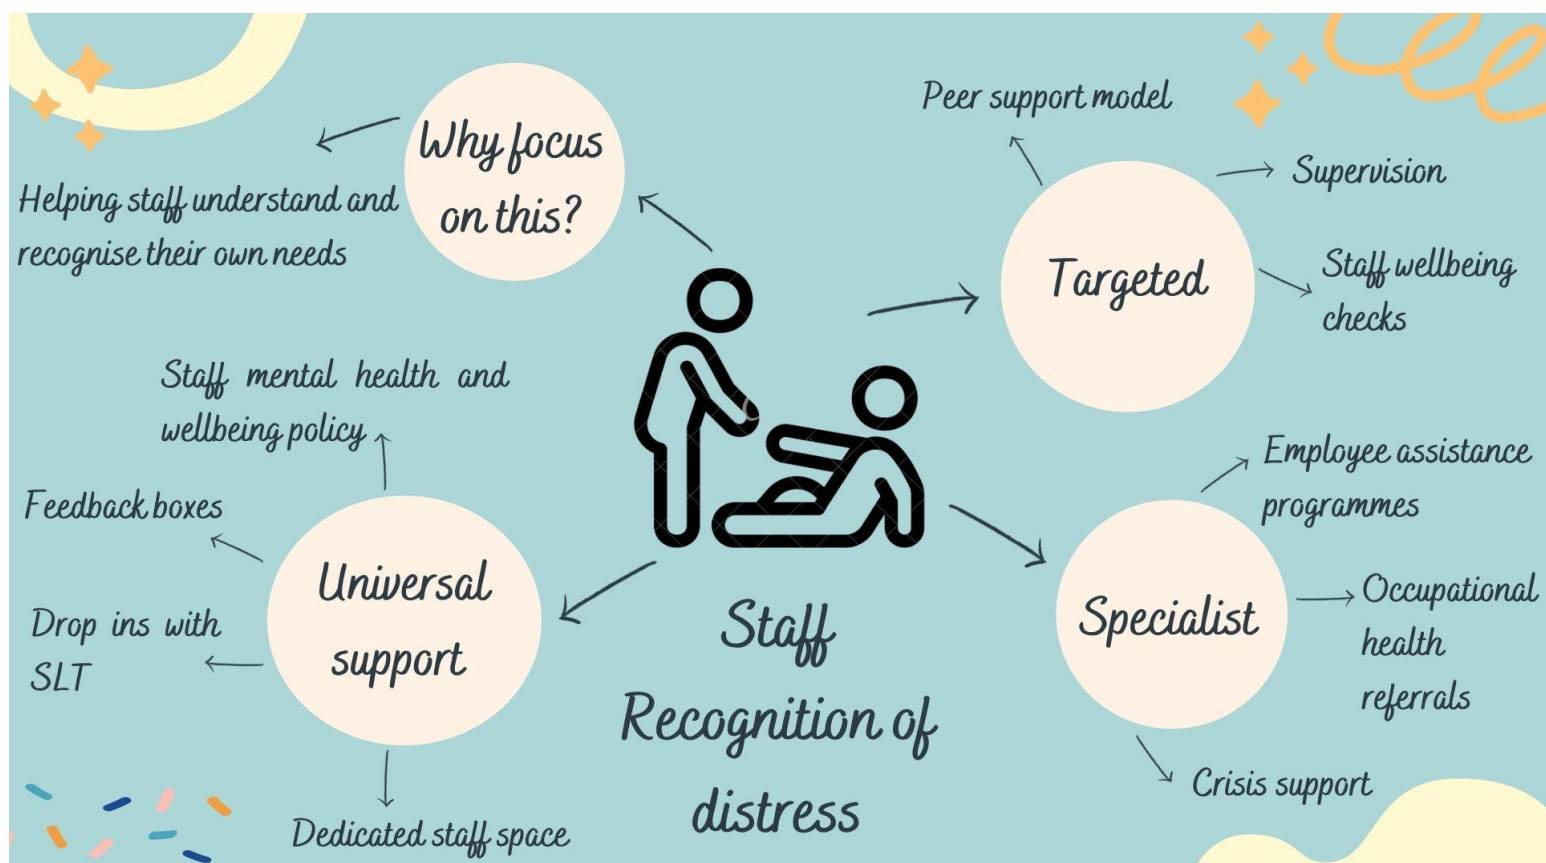 Why focus
on this?
Helping staff understand and
recognise their own needs
Peer support model
Targeted
Supervision
Staff wellbeing
checks
Staff mental health and
wellbeing policy
Feedback boxes
Universal
support
Drop ins with
SLT
Dedicated staff space
Staff
Recognition of
distress
Specialist
Employee assistance
programmes
Occupational
health
referrals
Crisis support